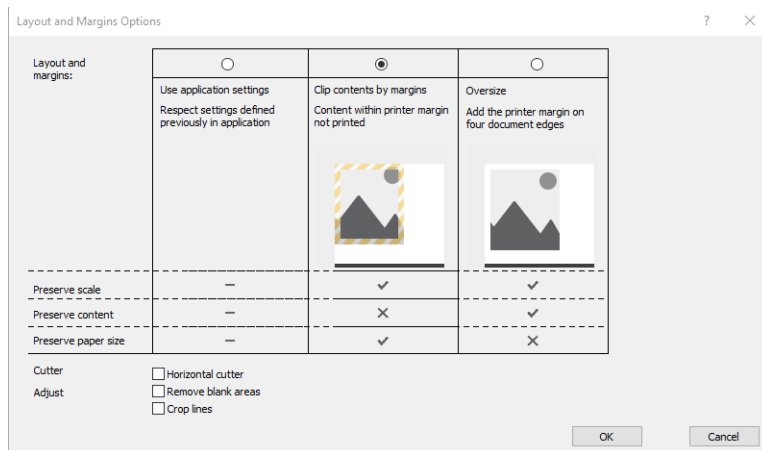 Layout and Margins Options ?
Layout and
margins:
Use application settings
Respect settings defined
previously in application
Clip contents by margins
Content within printer margin
not printed
Oversize
Add the printer margin on
four document edges
Preserve scale
Preserve content
Preserve paper size
Cutter
Horizontal cutter
Adjust
Remove blank areas
Crop lines
OK
Cancel